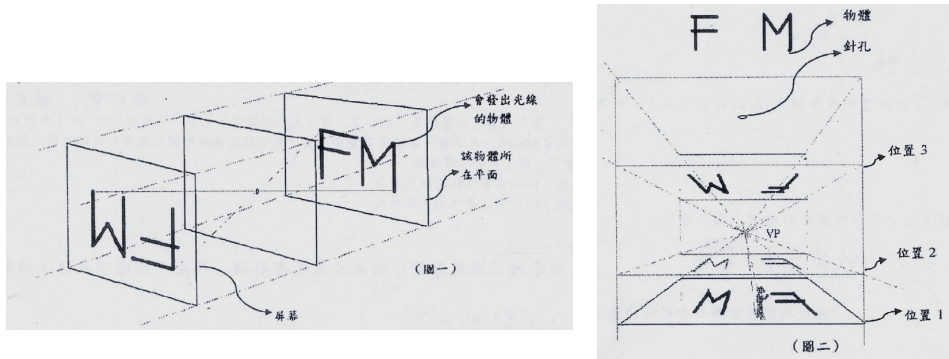 會發出光線
的物體
F M
該物體所
在平面
(圖一)
屏幕
F M
物體
針孔
位置 3
VP
位置 2
位置 1
(圖二)